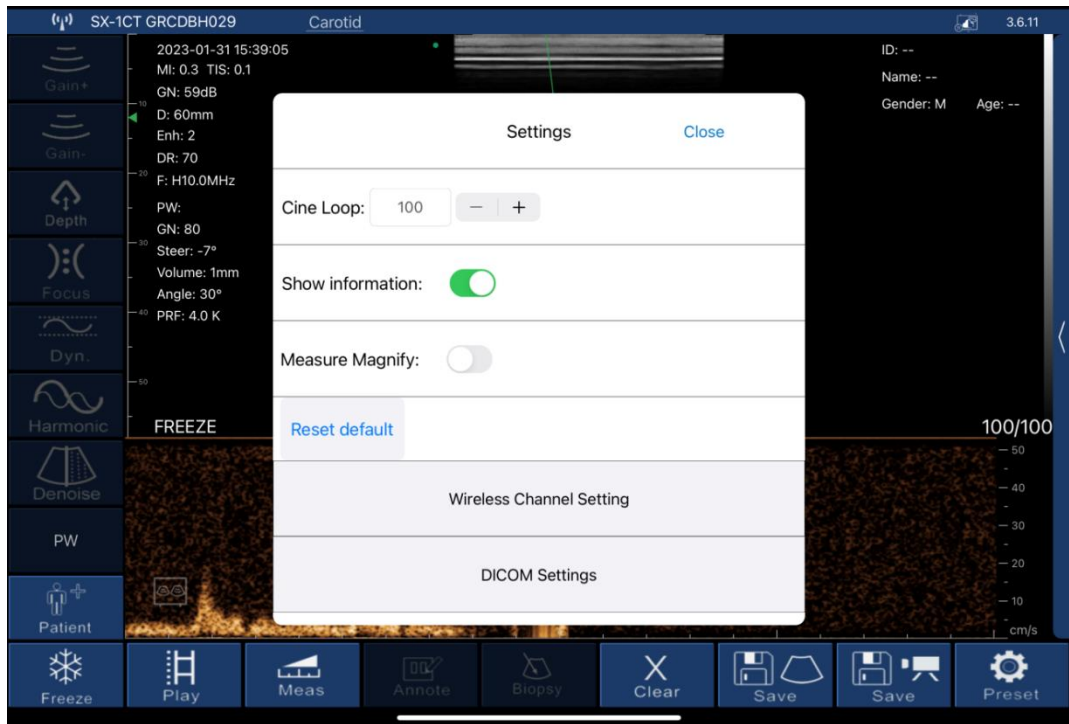 SX-1CT GRCDBH029 Carotid 3.6.11
2023-01-31 15:39:05
MI: 0.3 TIS: 0.1
GN: 59dB
D: 60mm
Enh: 2
DR: 70
F: H10.0MHz
PW:
GN: 80
Steer: -7°
Volume: 1mm
Angle: 30°
PRF: 4.0 K
FREEZE
ID: --
Name: --
Gender: M Age: --
Gain+
Gain-
Depth
Focus
Dyn.
Harmonic
Denoise
PW
Patient
10
20
30
40
50
Settings Close
Cine Loop: 100 − +
Show information:
Measure Magnify:
Reset default
Wireless Channel Setting
DICOM Settings
100/100
50
40
30
20
10
cm/s
Freeze
Play
Meas
Annote
Biopsy
Clear
Save
Save
Preset